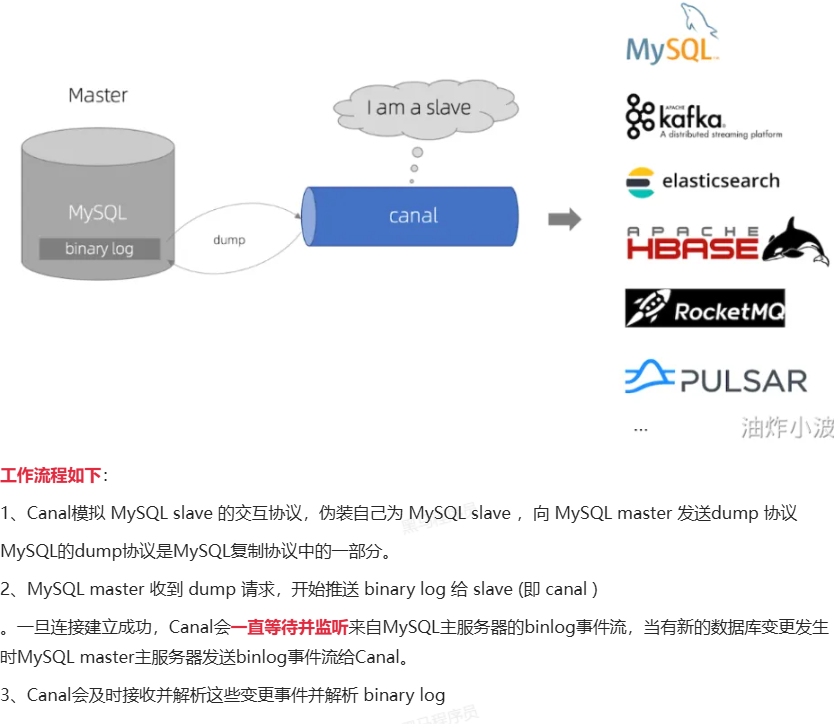 MySQL
Master
I am a slave
APACHE
kafka
A distributed streaming platform
elasticsearch
MySQL
canal
binary log
dump
APACHE
HBASE
RocketMQ
PULSAR
...
油炸小波
工作流程如下：
1、Canal模拟 MySQL slave 的交互协议，伪装自己为 MySQL slave ，向 MySQL master 发送dump 协议
MySQL的dump协议是MySQL复制协议中的一部分。
2、MySQL master 收到 dump 请求，开始推送 binary log 给 slave (即 canal )
。一旦连接建立成功，Canal会一直等待并监听来自MySQL主服务器的binlog事件流，当有新的数据库变更发生
时MySQL master主服务器发送binlog事件流给Canal。
3、Canal会及时接收并解析这些变更事件并解析 binary log